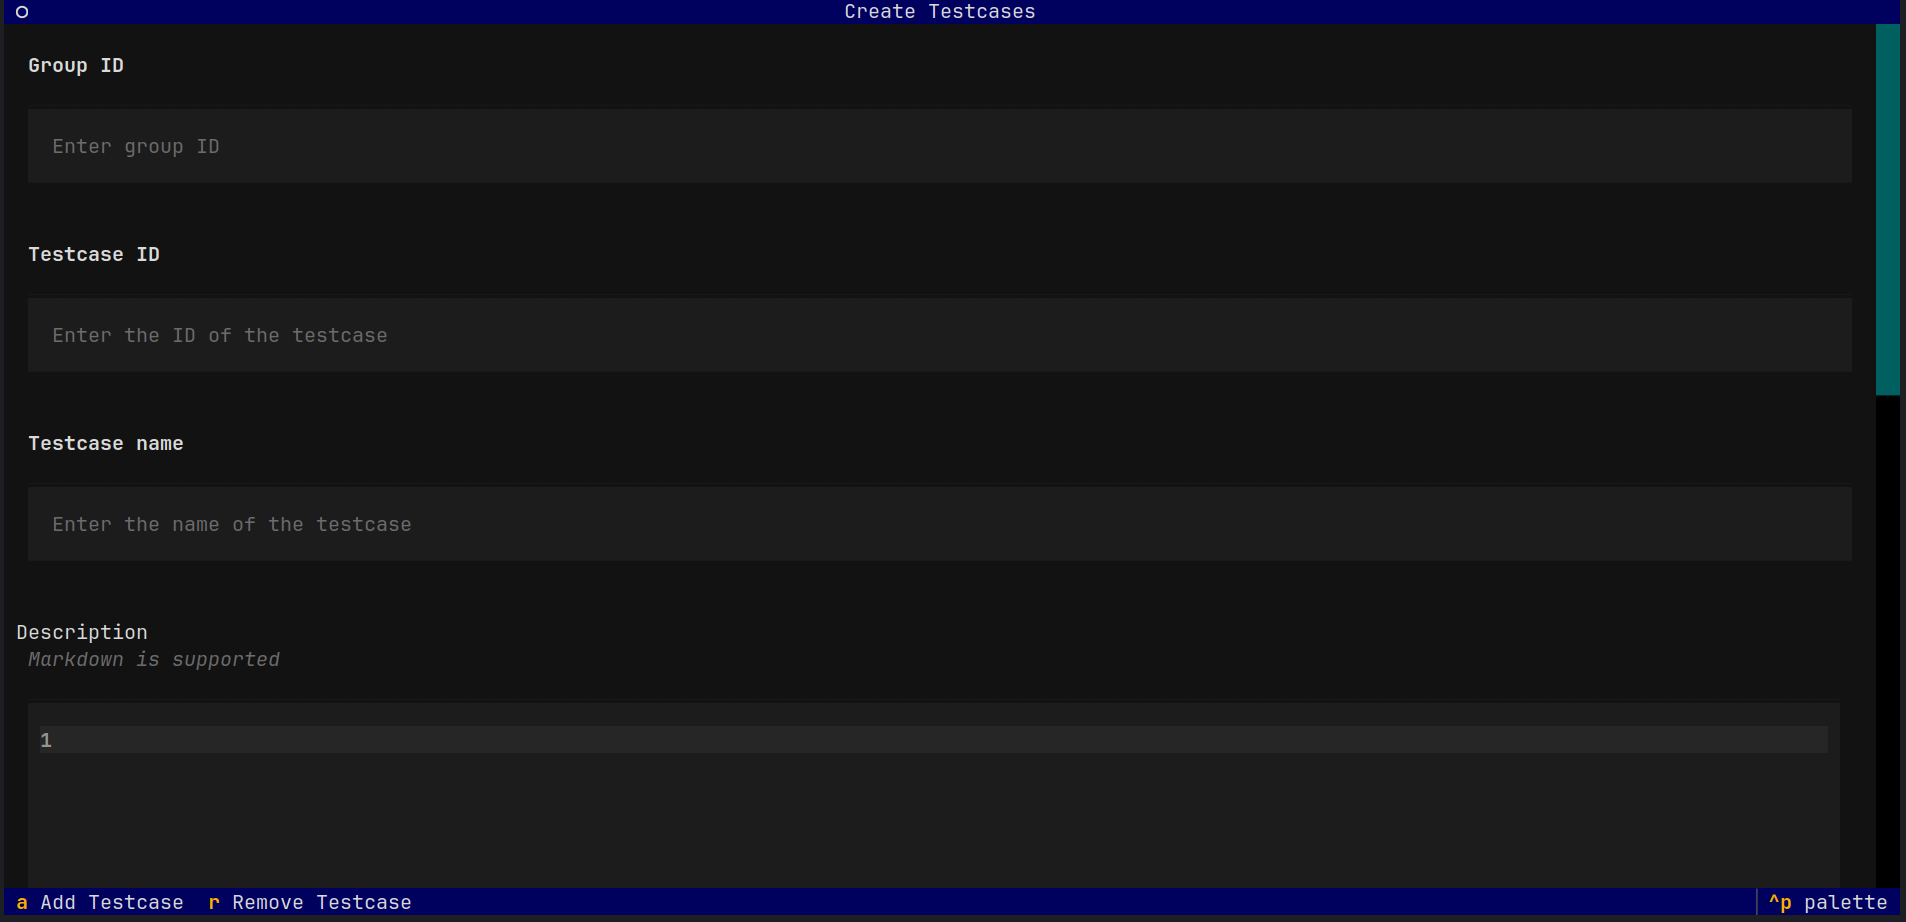 Create Testcases
Group ID
Enter group ID
Testcase ID
Enter the ID of the testcase
Testcase name
Enter the name of the testcase
Description
Markdown is supported
1
a Add Testcase r Remove Testcase ^p palette